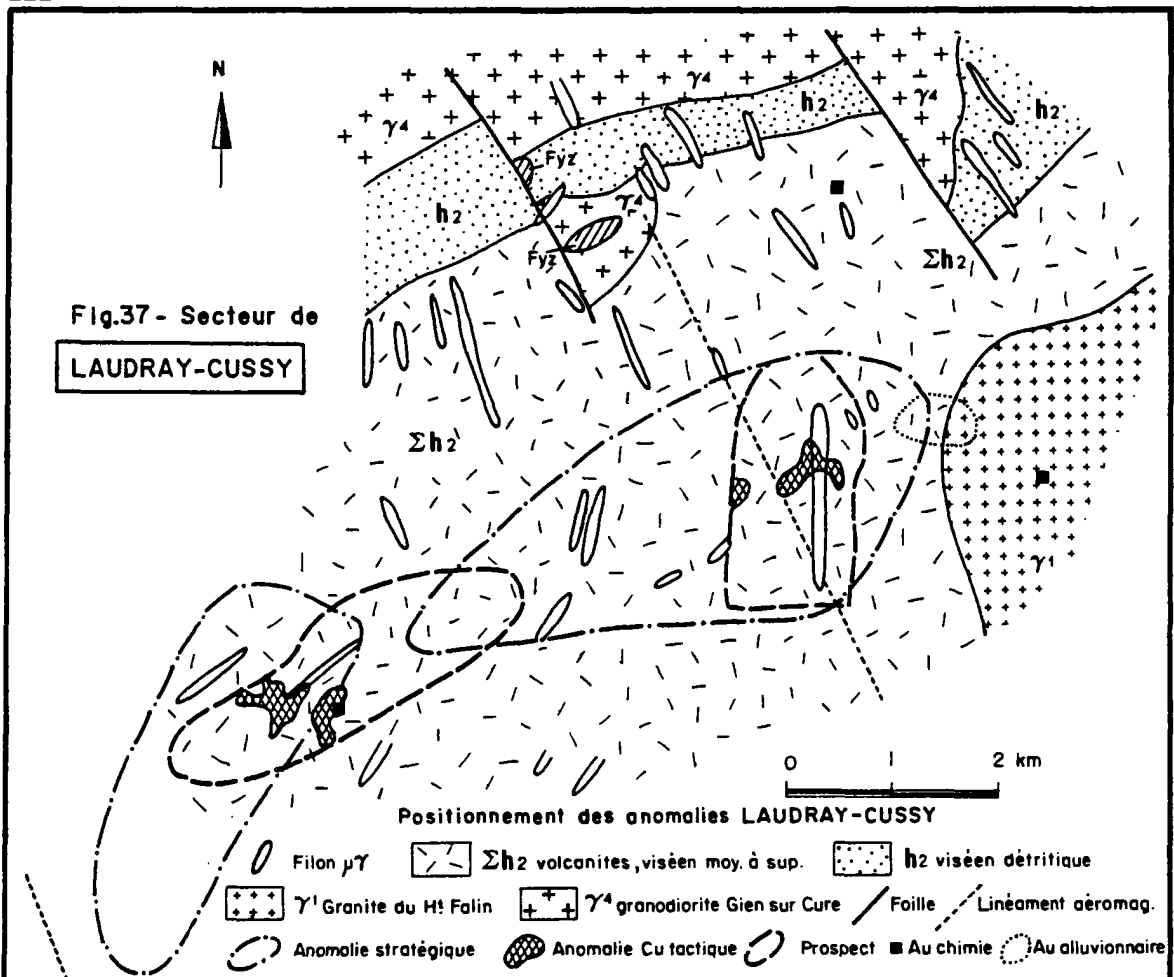 N
γ4
γ4
h2
γ4
h2
Fyz
h2
γ4
Fyz
Σh2
Fig.37 - Secteur de
LAUDRAY-CUSSY
Σh2
γ1
0 2 km
Positionnement des anomalies LAUDRAY-CUSSY
Filon µγ Σh2 volcanites, viséen moy. à sup. h2 viséen détritique
γ1 Granite du Ht Falin γ4 granodiorite Gien sur Cure Foille Linéament aéromag.
Anomalie stratégique Anomalie Cu tactique Prospect Au chimie Au alluvionnaire